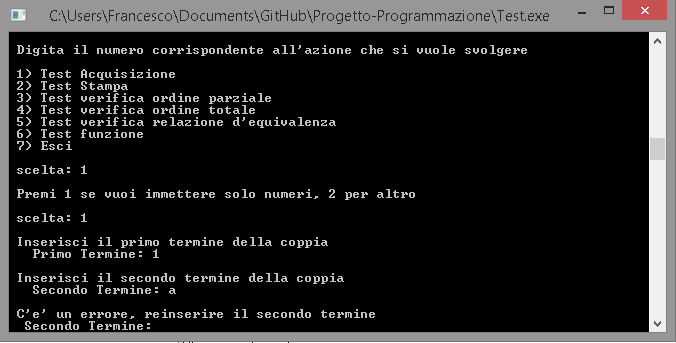 C:\Users\Francesco\Documents\GitHub\Progetto-Programmazione\Test.exe
Digita il numero corrispondente all'azione che si vuole svolgere
1) Test Acquisizione
2) Test Stampa
3) Test verifica ordine parziale
4) Test verifica ordine totale
5) Test verifica relazione d'equivalenza
6) Test funzione
7) Esci
scelta: 1
Premi 1 se vuoi immettere solo numeri, 2 per altro
scelta: 1
Inserisci il primo termine della coppia
Primo Termine: 1
Inserisci il secondo termine della coppia
Secondo Termine: a
C'e' un errore, reinserire il secondo termine
Secondo Termine: